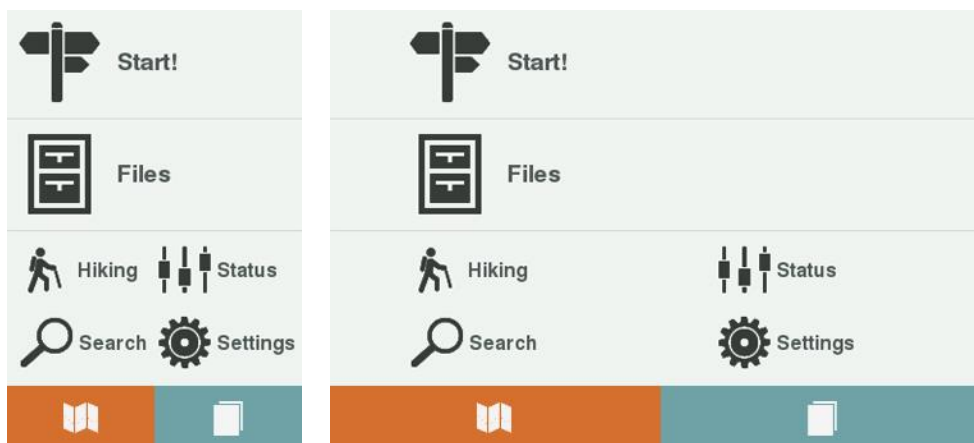 Start!
Files
Hiking
Status
Search
Settings
Start!
Files
Hiking
Status
Search
Settings